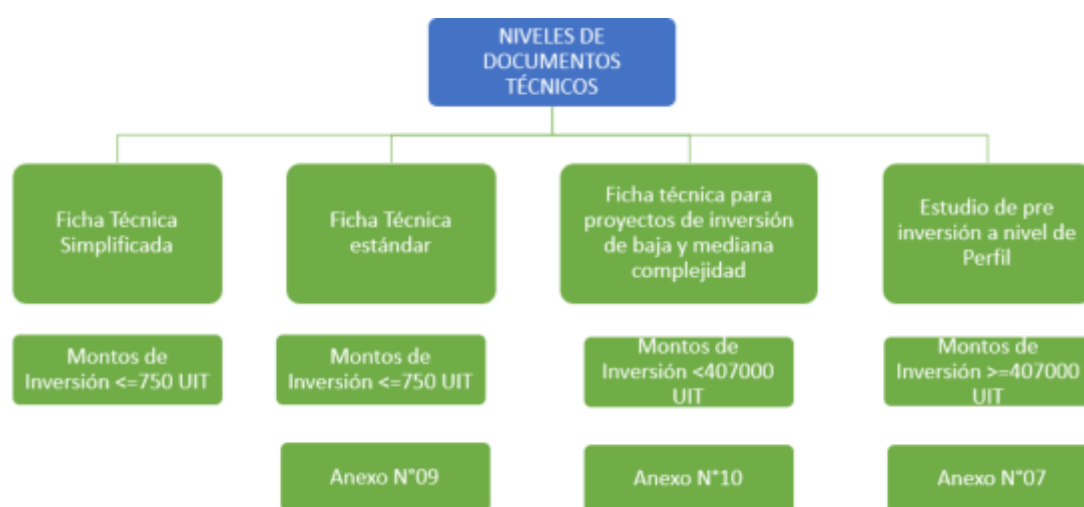 NIVELES DE
DOCUMENTOS
TÉCNICOS
Ficha Técnica
Simplificada
Ficha Técnica
estándar
Ficha técnica para
proyectos de inversión
de baja y mediana
complejidad
Estudio de pre
inversión a nivel de
Perfil
Montos de
Inversión <=750 UIT
Montos de
Inversión <=750 UIT
Montos de
Inversión <407000
UIT
Montos de
Inversión >=407000
UIT
Anexo N°09
Anexo N°10
Anexo N°07